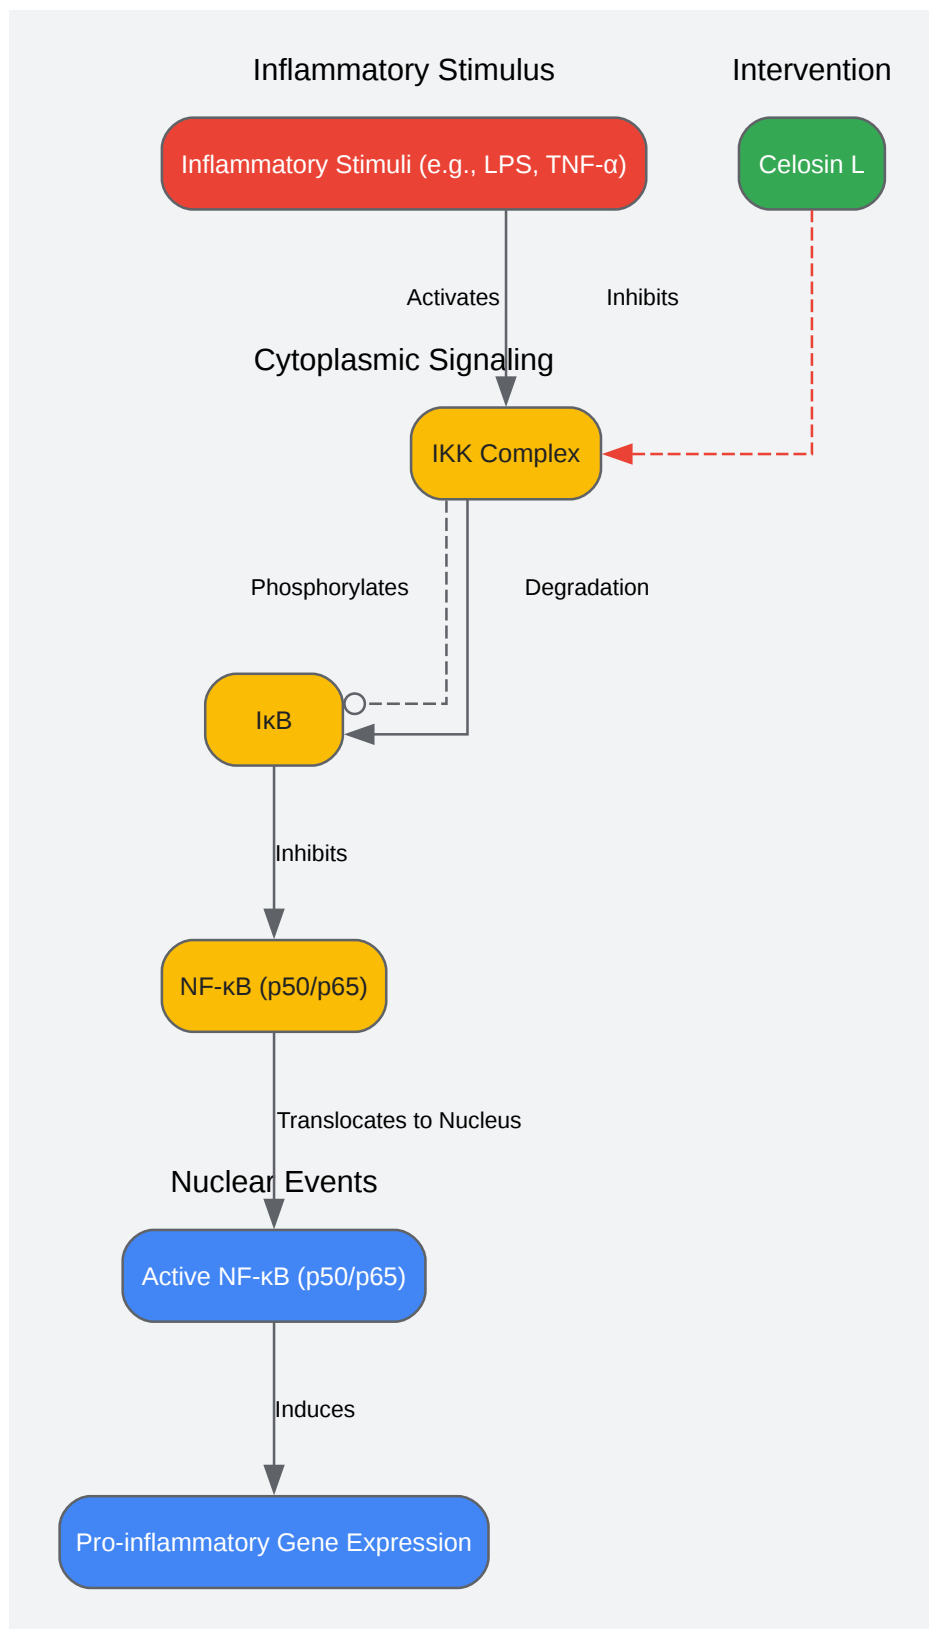 Inflammatory Stimulus
Intervention
Inflammatory Stimuli (e.g., LPS, TNF-α)
Celosin L
Activates
Inhibits
Cytoplasmic Signaling
IKK Complex
Phosphorylates
Degradation
IκB
Inhibits
NF-κB (p50/p65)
Translocates to Nucleus
Nuclear Events
Active NF-κB (p50/p65)
Induces
Pro-inflammatory Gene Expression